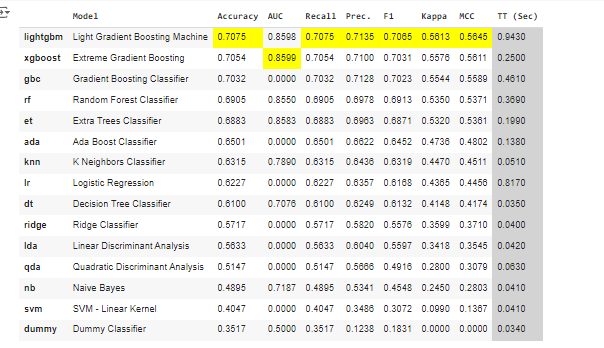 Model Accuracy AUC Recall Prec. F1 Kappa MCC TT (Sec)
lightgbm Light Gradient Boosting Machine 0.7075 0.8598 0.7075 0.7135 0.7065 0.5613 0.5645 0.9430
xgboost Extreme Gradient Boosting 0.7054 0.8599 0.7054 0.7100 0.7031 0.5576 0.5611 0.2500
gbc Gradient Boosting Classifier 0.7032 0.0000 0.7032 0.7128 0.7023 0.5544 0.5589 0.4610
rf Random Forest Classifier 0.6905 0.8550 0.6905 0.6978 0.6913 0.5350 0.5371 0.3690
et Extra Trees Classifier 0.6883 0.8583 0.6883 0.6963 0.6871 0.5320 0.5361 0.1990
ada Ada Boost Classifier 0.6501 0.0000 0.6501 0.6622 0.6452 0.4736 0.4802 0.1380
knn K Neighbors Classifier 0.6315 0.7890 0.6315 0.6436 0.6319 0.4470 0.4511 0.0510
lr Logistic Regression 0.6227 0.0000 0.6227 0.6357 0.6168 0.4365 0.4456 0.8170
dt Decision Tree Classifier 0.6100 0.7076 0.6100 0.6249 0.6132 0.4148 0.4174 0.0350
ridge Ridge Classifier 0.5717 0.0000 0.5717 0.5820 0.5576 0.3599 0.3710 0.0400
lda Linear Discriminant Analysis 0.5633 0.0000 0.5633 0.6040 0.5597 0.3418 0.3545 0.0420
qda Quadratic Discriminant Analysis 0.5147 0.0000 0.5147 0.5666 0.4916 0.2800 0.3079 0.0630
nb Naive Bayes 0.4895 0.7187 0.4895 0.5341 0.4548 0.2450 0.2803 0.0410
svm SVM - Linear Kernel 0.4047 0.0000 0.4047 0.3486 0.3072 0.0990 0.1367 0.0410
dummy Dummy Classifier 0.3517 0.5000 0.3517 0.1238 0.1831 0.0000 0.0000 0.0340